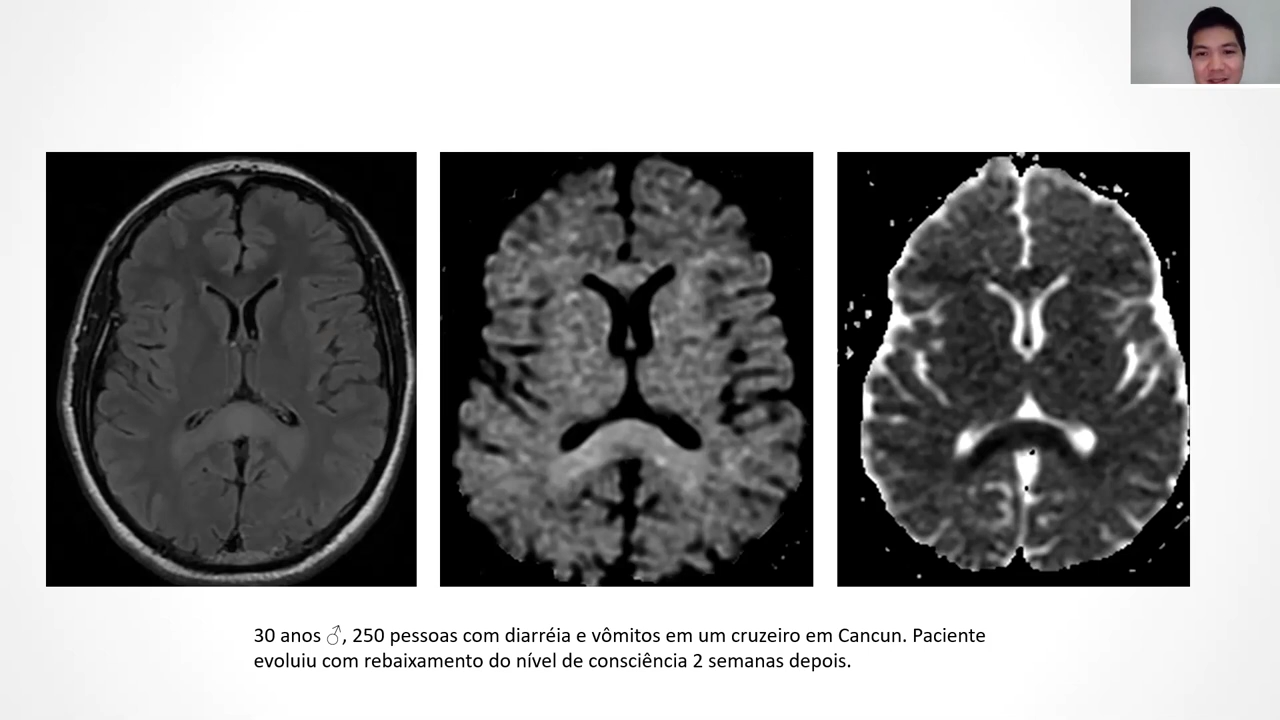 30 anos ♂, 250 pessoas com diarréia e vômitos em um cruzeiro em Cancun. Paciente
evoluiu com rebaixamento do nível de consciência 2 semanas depois.